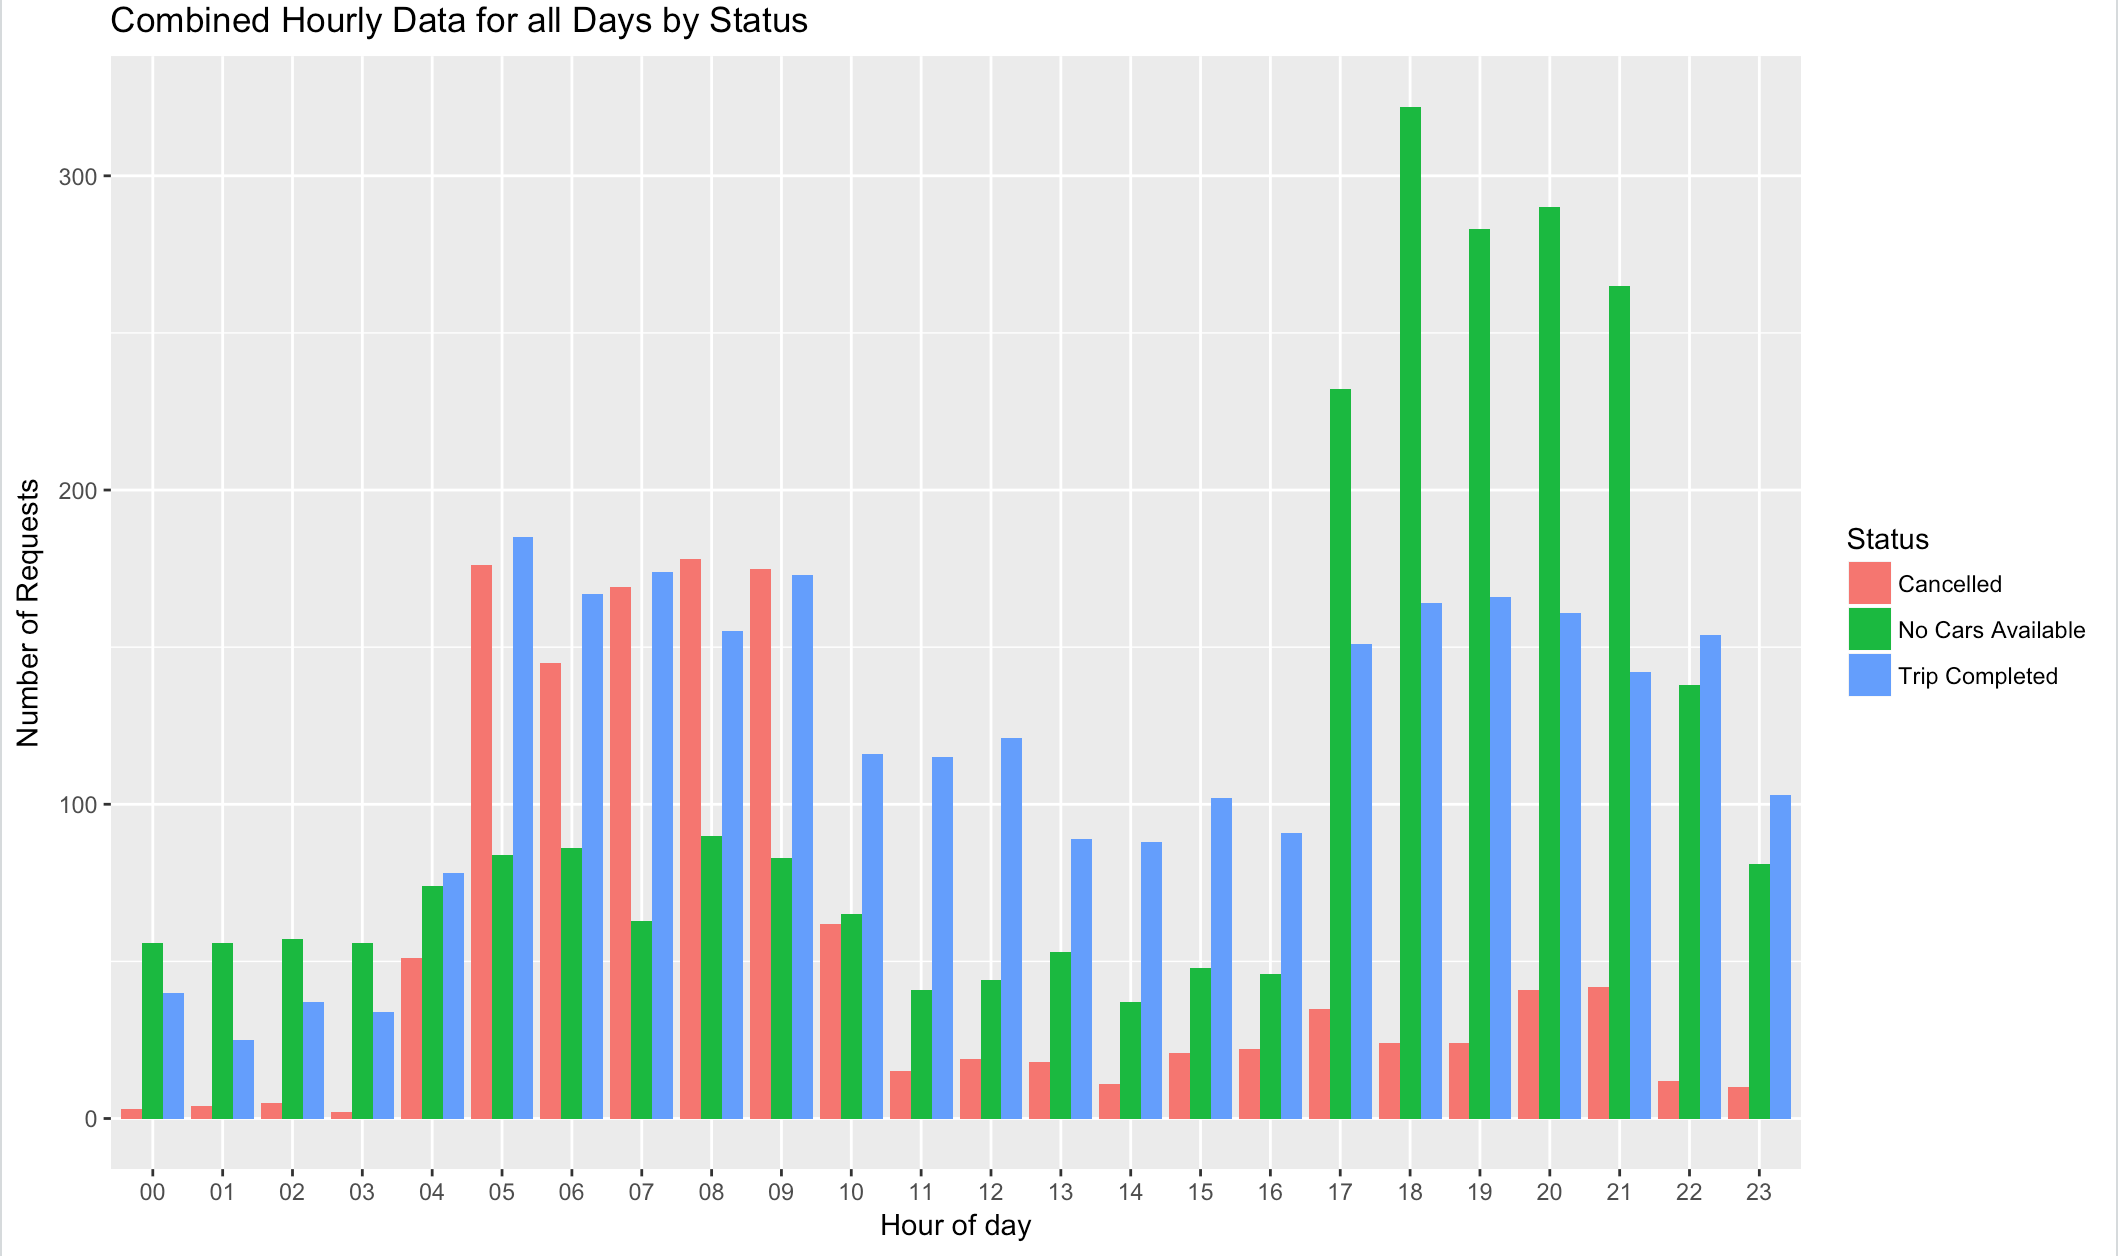 Combined Hourly Data for all Days by Status
Number of Requests
300
200
100
0
00 01 02 03 04 05 06 07 08 09 10 11 12 13 14 15 16 17 18 19 20 21 22 23
Hour of day
Status
Cancelled
No Cars Available
Trip Completed